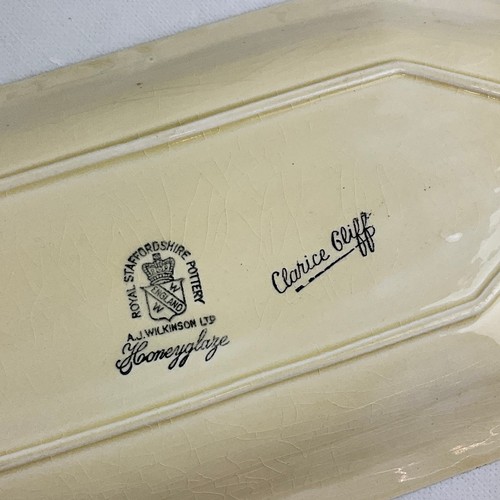 ROYAL STAFFORDSHIRE POTTERY
W
ENGLAND
W
A.J. WILKINSON LTD
Honeyglaze
Clarice Cliff